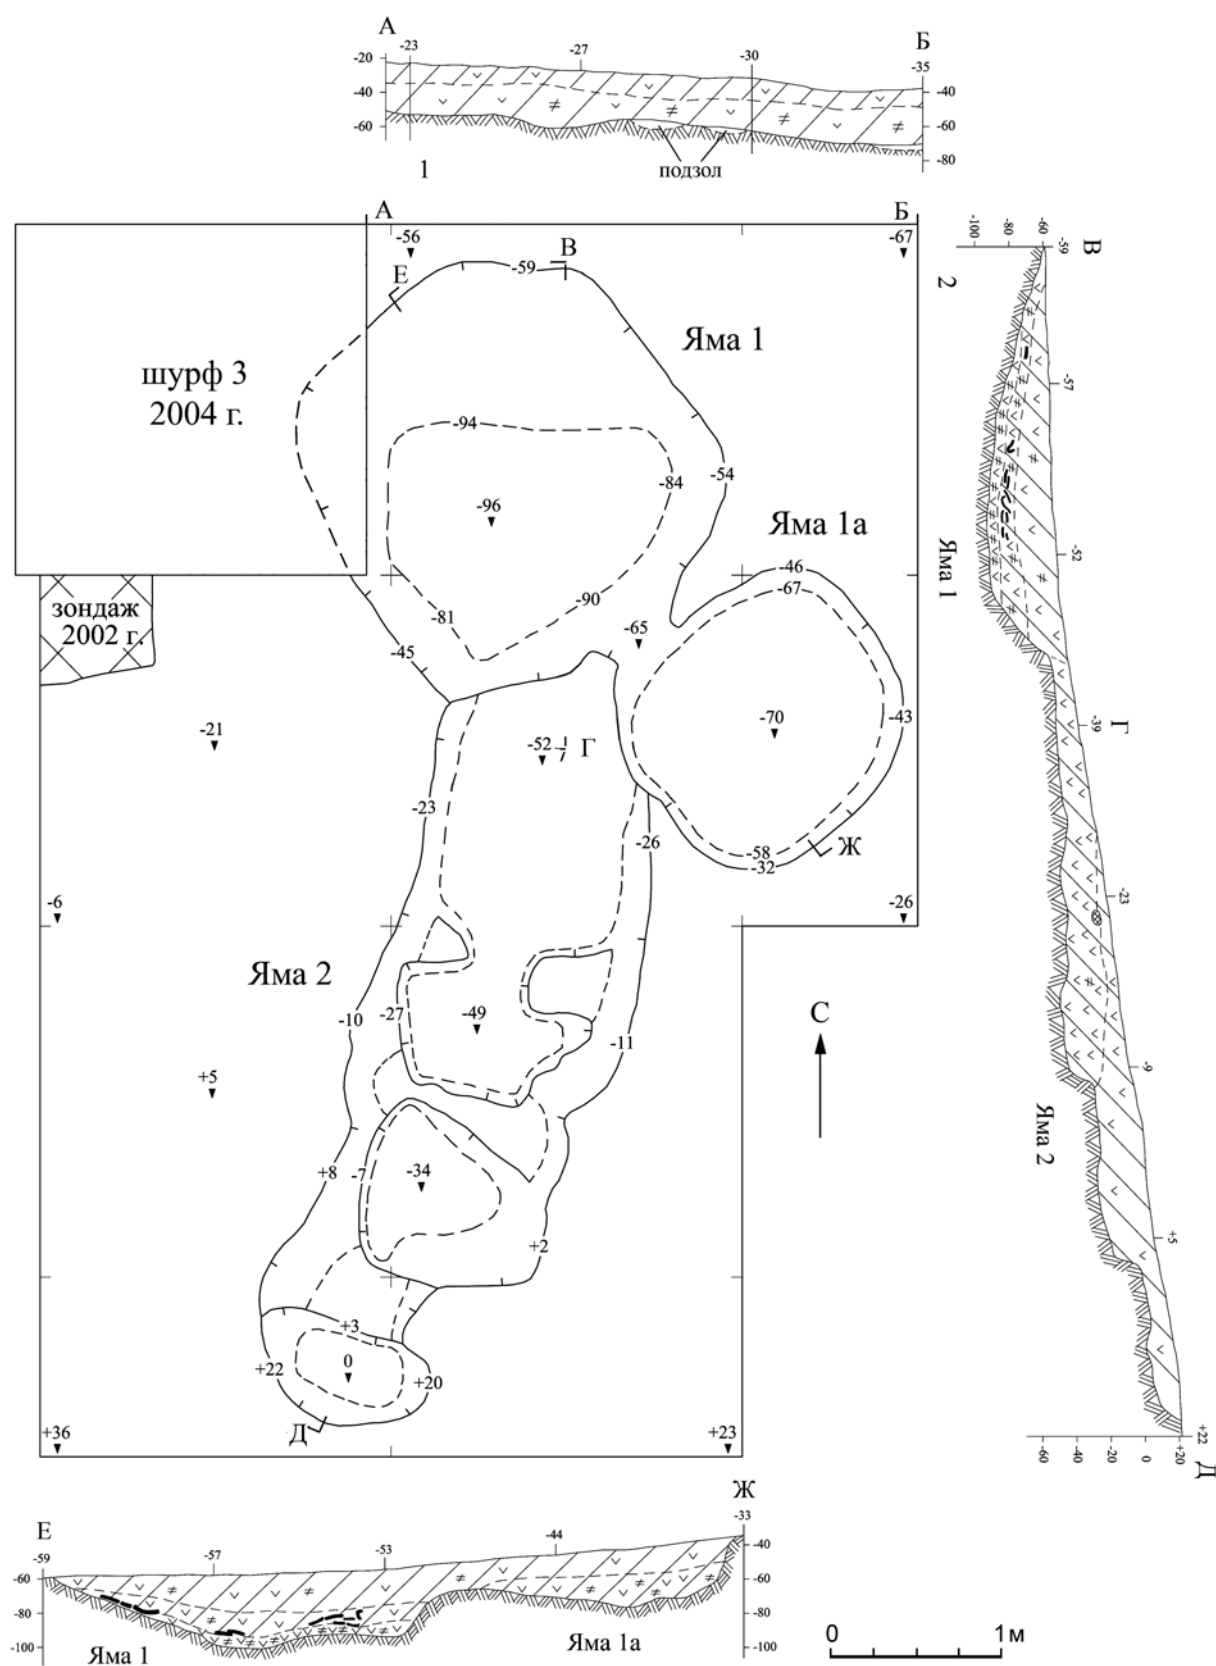 А
Б
-23
-27
-30
-35
-20
-40
-60
-40
-60
-80
подзол
1
А
Б
-56
-67
Е
В
-59
Яма 1
шурф 3
2004 г.
-94
-54
-84
-96
Яма 1а
-46
-67
зондаж
2002 г.
-81
-90
-65
-45
-70
-43
-21
-52
Г
-23
-26
-58
-32
Ж
-6
-26
Яма 2
-10
-27
-49
-11
С
+5
+8
-7
-34
+2
+3
0
+22
+20
Д
+36
+23
-100
-80
-60
-59
В
2
-57
Яма 1
-52
-39
Г
-23
-9
Яма 2
+5
+22
-60
-40
-20
0
+20
Д
Е
Ж
-59
-57
-53
-44
-33
-60
-80
-100
-40
-60
-80
-100
Яма 1
Яма 1а
0
1м